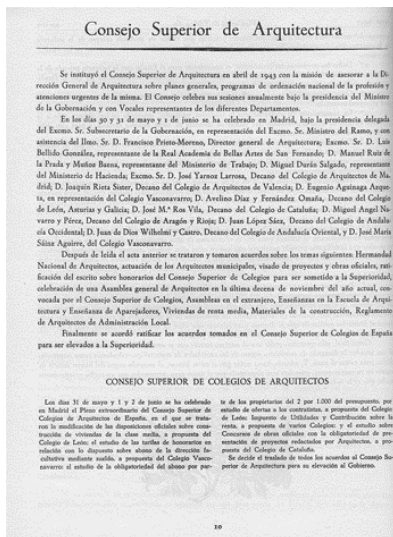 Consejo Superior de Arquitectura
Se instituyó el Consejo Superior de Arquitectura en abril de 1943 con la misión de asesorar a la Di-
rección General de Arquitectura sobre planes generales, programas de ordenación nacional de la profesión y
atenciones urgentes de la misma. El Consejo celebra sus sesiones anualmente bajo la presidencia del Ministro
de la Gobernación y con Vocales representantes de los diferentes Departamentos.
En los días 30 y 31 de mayo y 1 de junio se ha celebrado en Madrid, bajo la presidencia delegada
del Excmo. Sr. Subsecretario de la Gobernación, en representación del Excmo. Sr. Ministro del Ramo, y con
asistencia del Ilmo. Sr. D. Francisco Prieto-Moreno, Director general de Arquitectura; Excmo. Sr. D. Luis
Bellido González, representante de la Real Academia de Bellas Artes de San Fernando; D. Manuel Ruiz de
la Prada y Muñoz Baena, representante del Ministerio de Trabajo; D. Miguel Durán Salgado, representante
del Ministerio de Hacienda; Excmo. Sr. D. José Yarnoz Larrosa, Decano del Colegio de Arquitectos de Ma-
drid; D. Joaquín Rieta Sister, Decano del Colegio de Arquitectos de Valencia; D. Eugenio Aguinaga Azque-
ta, en representación del Colegio Vasconavarro; D. Avelino Díaz y Fernández Omaña, Decano del Colegio
de León, Asturias y Galicia; D. José M.ª Ros Vila, Decano del Colegio de Cataluña; D. Miguel Angel Na-
varro y Pérez, Decano del Colegio de Aragón y Rioja; D. Juan López Sáez, Decano del Colegio de Andalu-
cía Occidental; D. Juan de Dios Wilhelmi y Castro, Decano del Colegio de Andalucía Oriental, y D. José María
Sáinz Aguirre, del Colegio Vasconavarro.
Después de leída el acta anterior se trataron y tomaron acuerdos sobre los temas siguientes: Hermandad
Nacional de Arquitectos, actuación de los Arquitectos municipales, visado de proyectos y obras oficiales, rati-
ficación del escrito sobre honorarios del Consejo Superior de Colegios para ser sometido a la Superioridad,
celebración de una Asamblea general de Arquitectos en la última decena de noviembre del año actual, con-
vocada por el Consejo Superior de Colegios, Asambleas en el extranjero, Enseñanzas en la Escuela de Arqui-
tectura y Enseñanza de Aparejadores, Viviendas de renta media, Materiales de la construcción, Reglamento
de Arquitectos de Administración Local.
Finalmente se acordó ratificar los acuerdos tomados en el Consejo Superior de Colegios de España
para ser elevados a la Superioridad.
CONSEJO SUPERIOR DE COLEGIOS DE ARQUITECTOS
Los días 31 de mayo y 1 y 2 de junio se ha celebrado
en Madrid el Pleno extraordinario del Consejo Superior de
Colegios de Arquitectos de España, en el que se trata-
ron la modificación de las disposiciones oficiales sobre cons-
trucción de viviendas de la clase media, a propuesta del
Colegio de León; el estudio de las tarifas de honorarios en
relación con lo dispuesto sobre abono de la dirección fa-
cultativa mediante sueldo, a propuesta del Colegio Vasco-
navarro; el estudio de la obligatoriedad del abono por par-
te de los propietarios del 2 por 1.000 del presupuesto, por
estudio de ofertas a los contratistas, a propuesta del Colegio
de León; Impuesto de Utilidades y Contribución sobre la
renta, a propuesta de varios Colegios; y el estudio sobre
Concursos de obras oficiales con la obligatoriedad de pre-
sentación de proyectos redactados por Arquitectos, a pro-
puesta del Colegio de Cataluña.
Se decide el traslado de todos los acuerdos al Consejo Su-
perior de Arquitectura para su elevación al Gobierno.
10